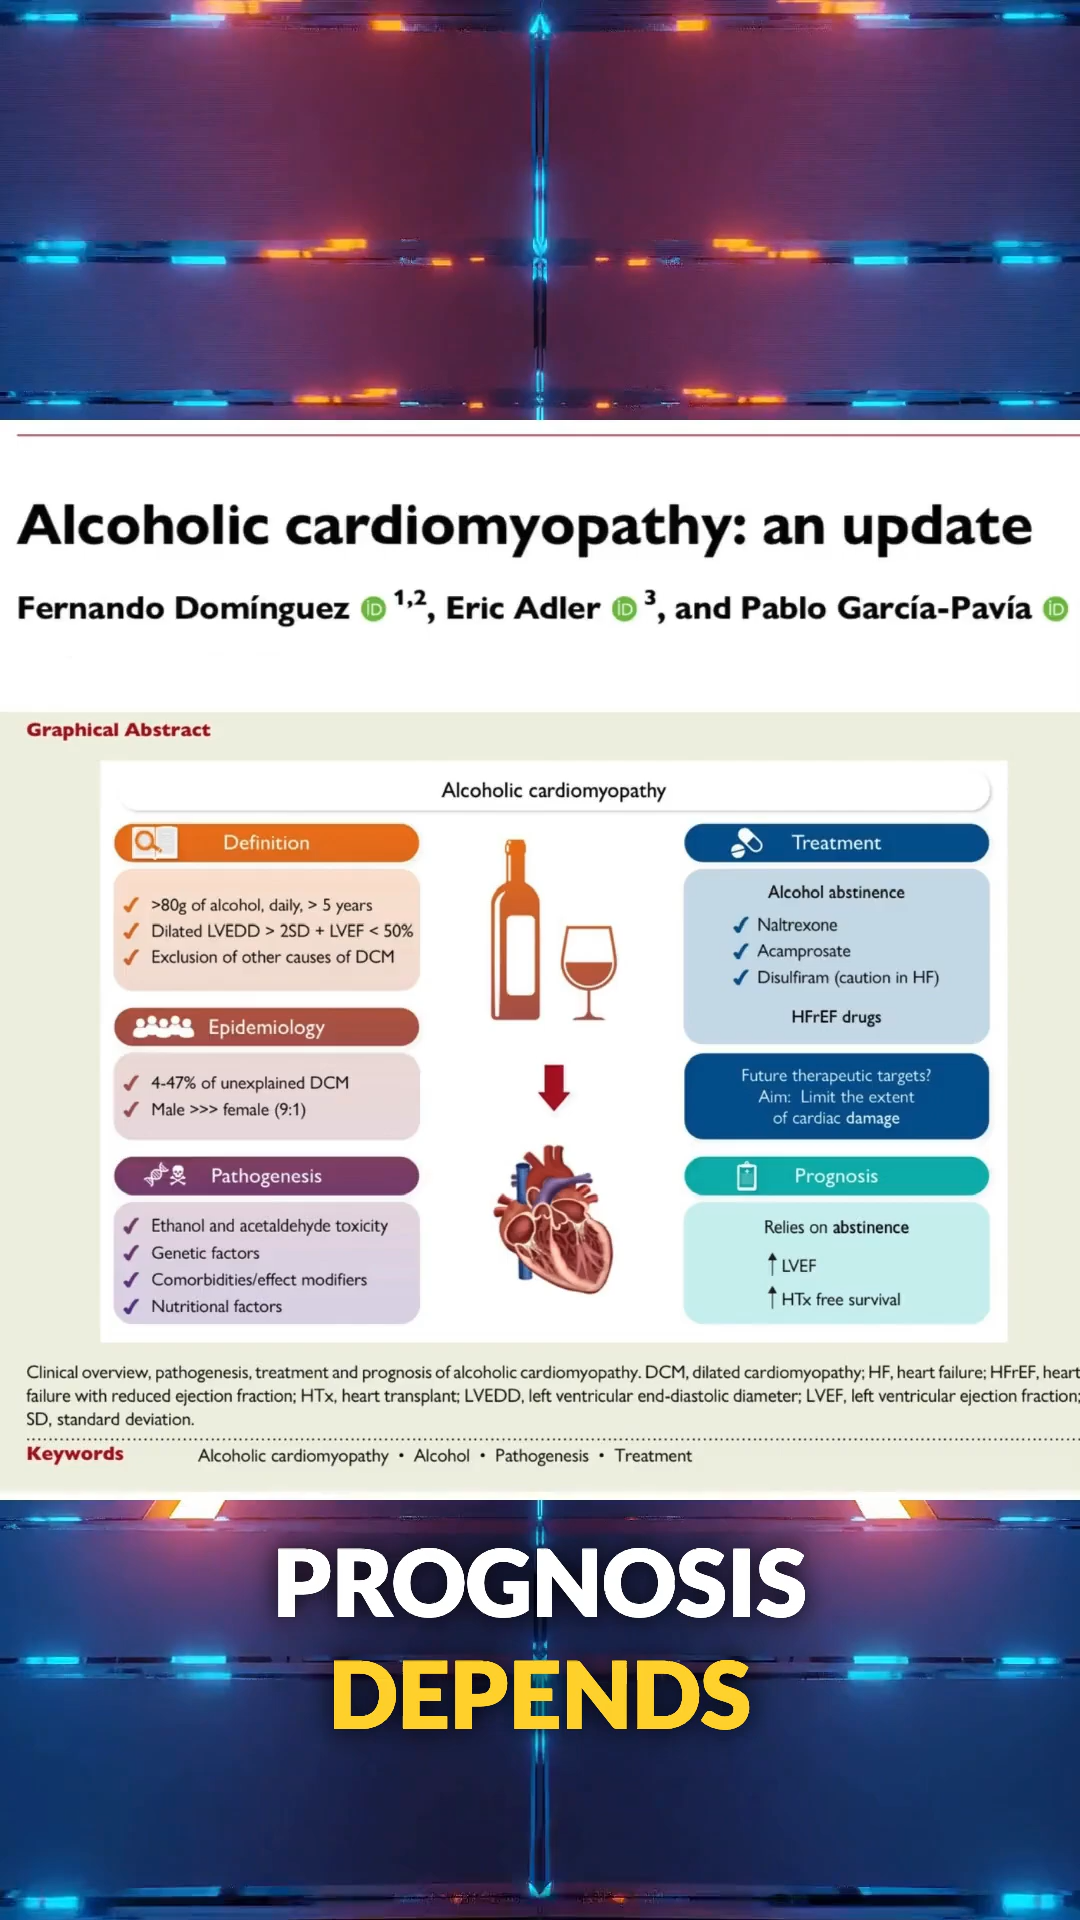 Alcoholic cardiomyopathy: an update
Fernando Domínguez iD 1,2, Eric Adler iD 3, and Pablo García-Pavía iD
Graphical Abstract
Alcoholic cardiomyopathy
Definition
✓ >80g of alcohol, daily, > 5 years
✓ Dilated LVEDD > 2SD + LVEF < 50%
✓ Exclusion of other causes of DCM
Epidemiology
✓ 4-47% of unexplained DCM
✓ Male >>> female (9:1)
Pathogenesis
✓ Ethanol and acetaldehyde toxicity
✓ Genetic factors
✓ Comorbidities/effect modifiers
✓ Nutritional factors
Treatment
Alcohol abstinence
✓ Naltrexone
✓ Acamprosate
✓ Disulfiram (caution in HF)
HFrEF drugs
Future therapeutic targets?
Aim: Limit the extent
of cardiac damage
Prognosis
Relies on abstinence
↑ LVEF
↑ HTx free survival
Clinical overview, pathogenesis, treatment and prognosis of alcoholic cardiomyopathy. DCM, dilated cardiomyopathy; HF, heart failure; HFrEF, heart
failure with reduced ejection fraction; HTx, heart transplant; LVEDD, left ventricular end-diastolic diameter; LVEF, left ventricular ejection fraction;
SD, standard deviation.
Keywords Alcoholic cardiomyopathy • Alcohol • Pathogenesis • Treatment
PROGNOSIS
DEPENDS